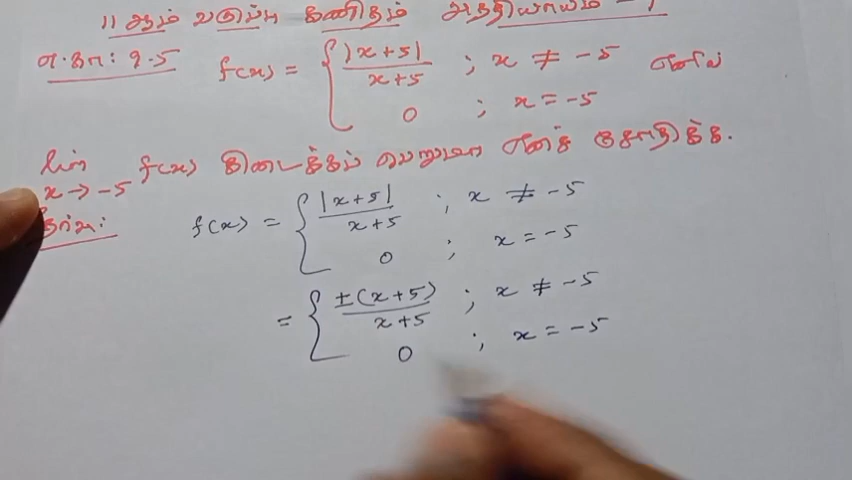 11 ஆம் வகுப்பு கணிதம் அத்தியாயம் - 9
எ.கா: 9.5 f(x) = { |x+5| / x+5 ; x ≠ -5 எனில்
0 ; x = -5
lim x→-5 f(x) கிடைக்கப் பெறுமா எனச் சோதிக்க.
தீர்வு: f(x) = { |x+5| / x+5 ; x ≠ -5
0 ; x = -5
= { ±(x+5) / x+5 ; x ≠ -5
0 ; x = -5